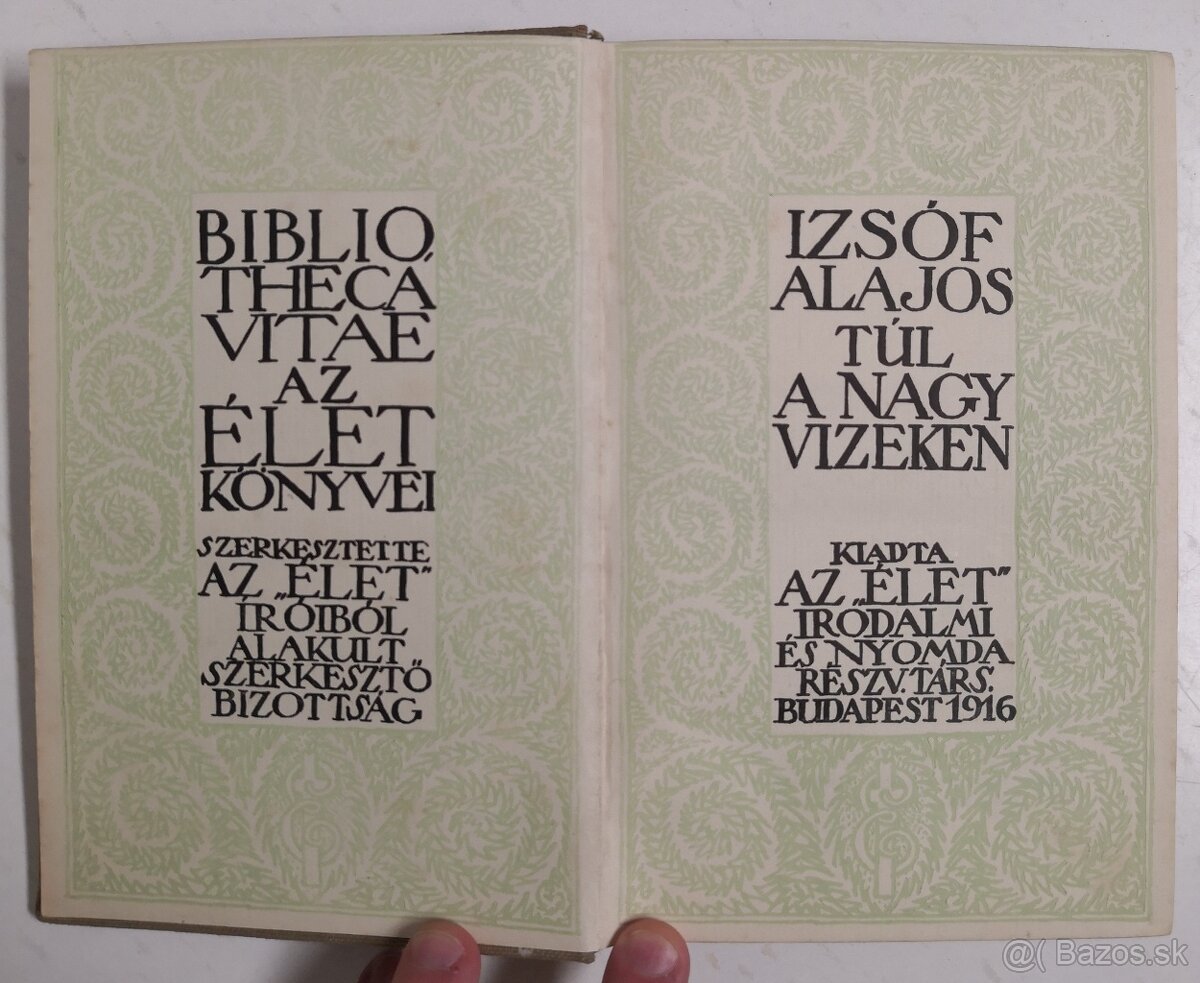 BIBLIO,
THECA
VITAE
AZ
ÉLET
KÖNYVEI
SZERKESZTETTE
AZ „ÉLET"
ÍRÓIBÓL
ALAKULT
SZERKESZTŐ
BIZOTTSÁG
IZSÓF
ALAJOS
TÚL
A NAGY
VIZEKEN
KIADTA
AZ „ÉLET"
IRODALMI
ÉS NYOMDA
RÉSZV. TÁRS.
BUDAPEST 1916
@( Bazos.sk